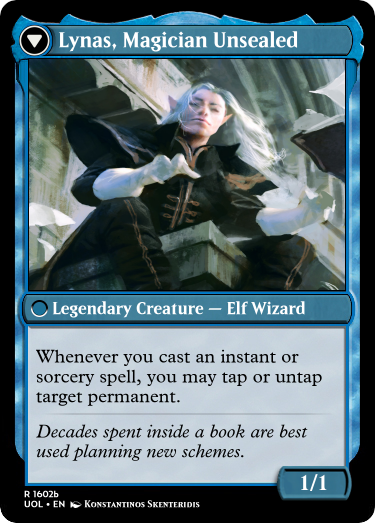 Lynas, Magician Unsealed
Legendary Creature — Elf Wizard
Whenever you cast an instant or
sorcery spell, you may tap or untap
target permanent.
Decades spent inside a book are best
used planning new schemes.
1/1
R 1602b
UOL • EN Konstantinos Skenteridis